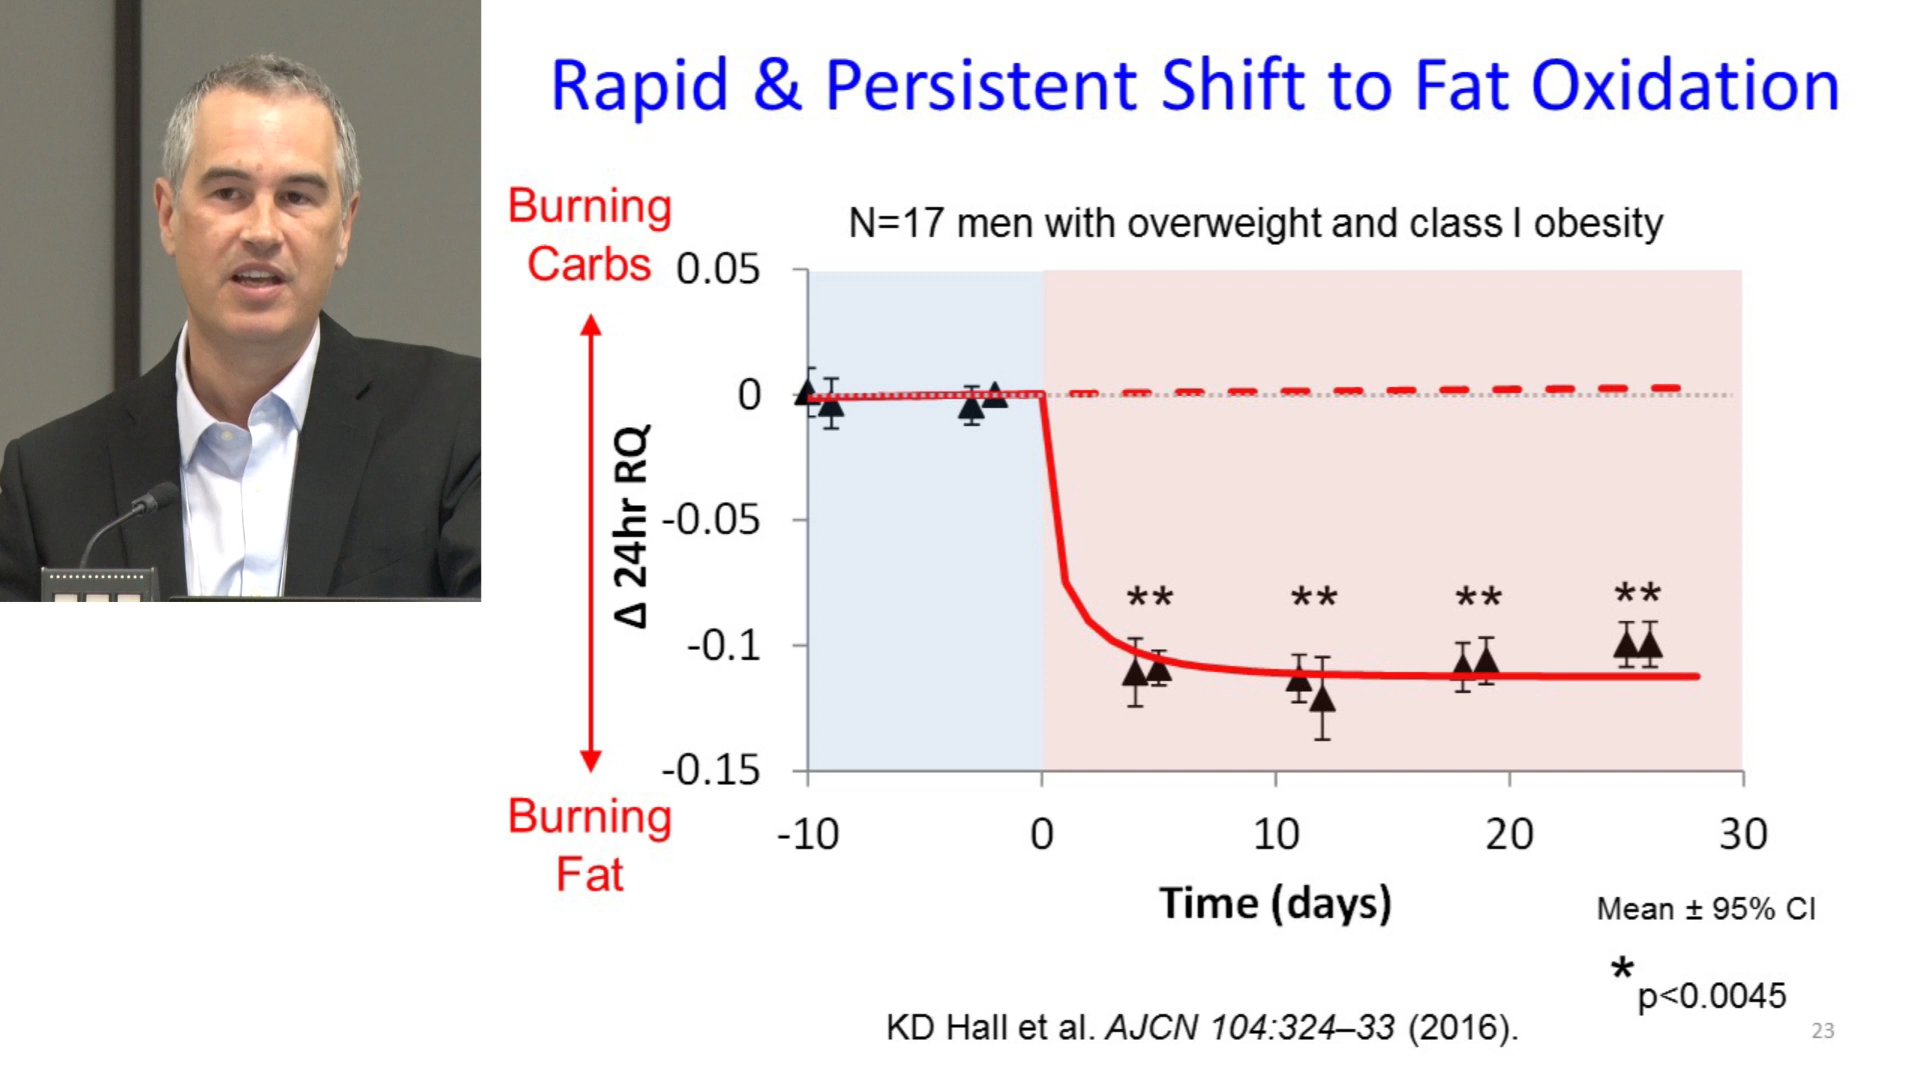 Rapid & Persistent Shift to Fat Oxidation
Burning
Carbs
N=17 men with overweight and class I obesity
0.05
0
-0.05
-0.1
-0.15
Δ 24hr RQ
** ** ** **
Burning
Fat
-10 0 10 20 30
Time (days)
Mean ± 95% CI
*
p<0.0045
KD Hall et al. AJCN 104:324–33 (2016).
23